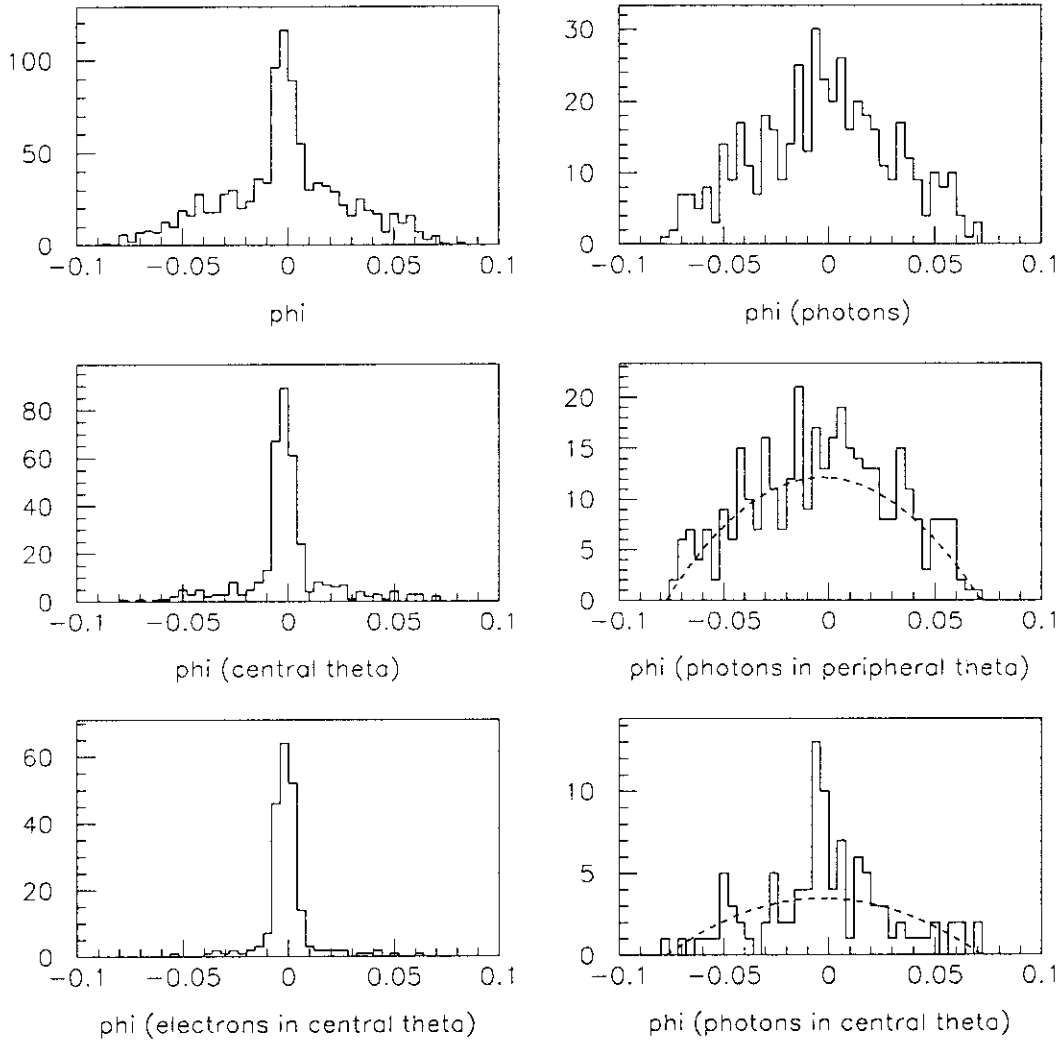 100
50
0
−0.1 −0.05 0 0.05 0.1
phi
30
20
10
0
−0.1 −0.05 0 0.05 0.1
phi (photons)
80
60
40
20
0
−0.1 −0.05 0 0.05 0.1
phi (central theta)
20
15
10
5
0
−0.1 −0.05 0 0.05 0.1
phi (photons in peripheral theta)
60
40
20
0
−0.1 −0.05 0 0.05 0.1
phi (electrons in central theta)
10
5
0
−0.1 −0.05 0 0.05 0.1
phi (photons in central theta)